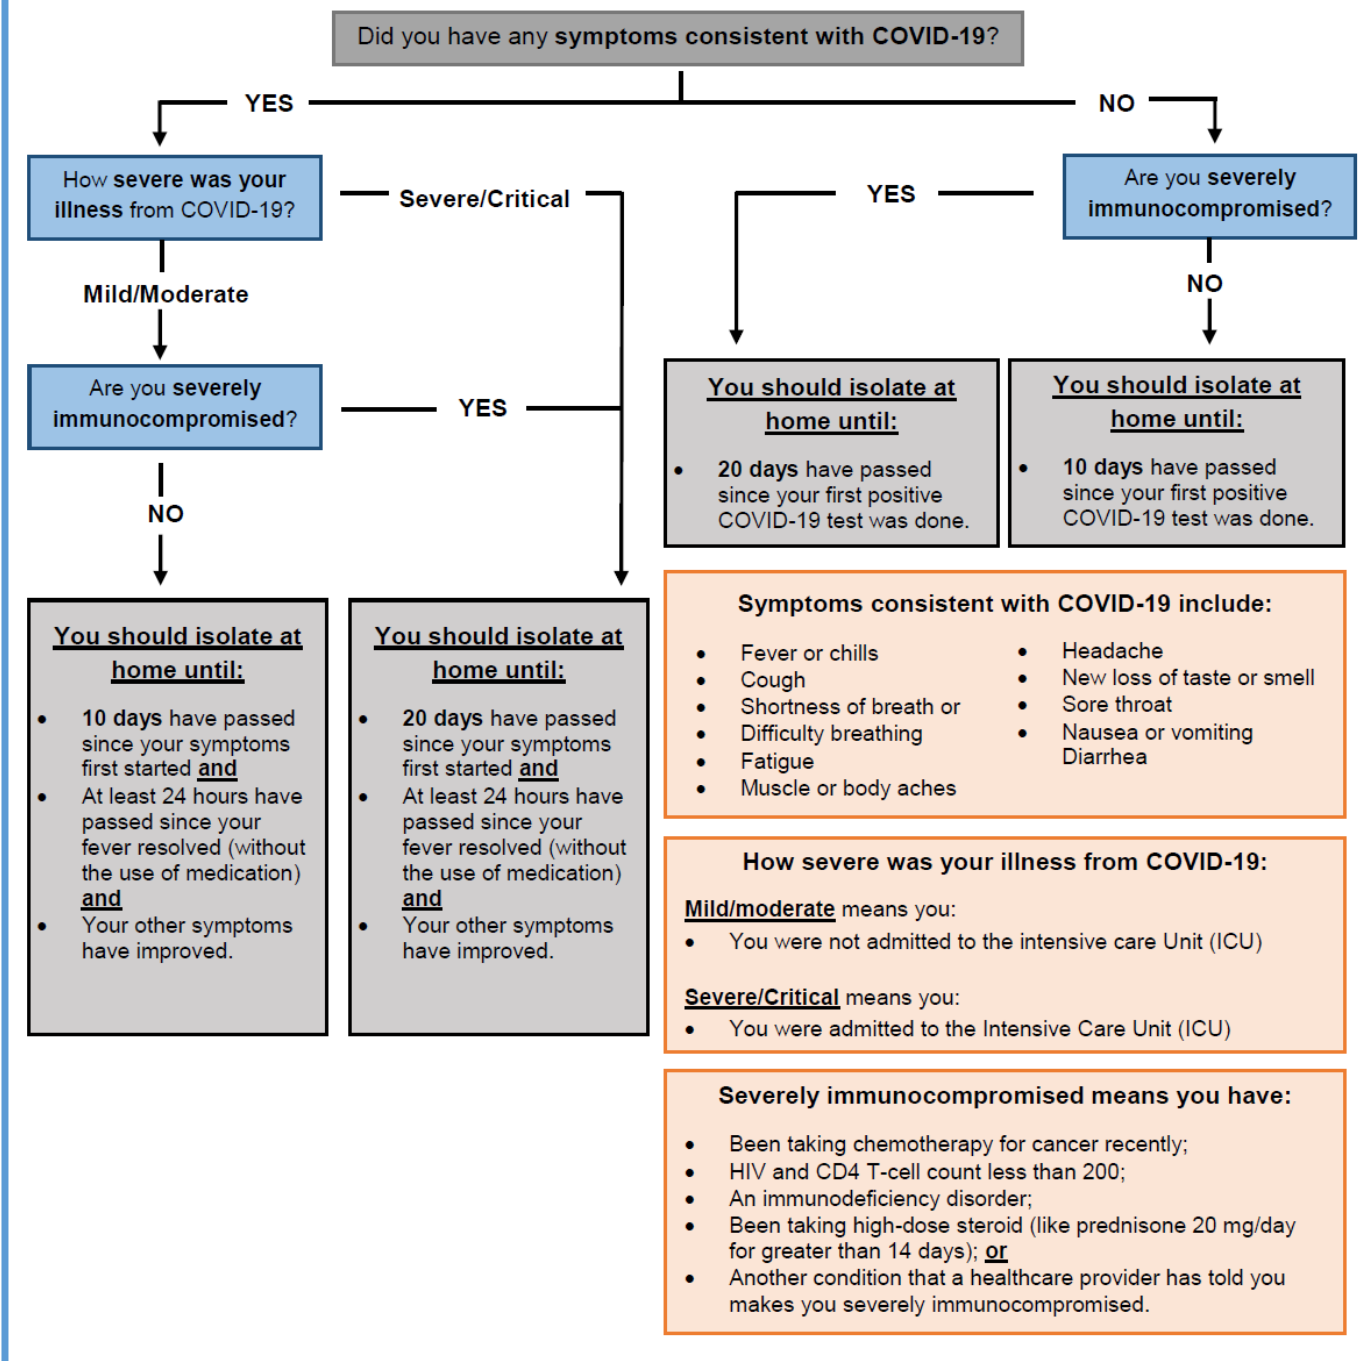 Did you have any symptoms consistent with COVID-19?
YES
NO
How severe was your
illness from COVID-19?
Severe/Critical
YES
Are you severely
immunocompromised?
Mild/Moderate
NO
Are you severely
immunocompromised?
YES
NO
You should isolate at
home until:
• 20 days have passed
since your first positive
COVID-19 test was done.
You should isolate at
home until:
• 10 days have passed
since your first positive
COVID-19 test was done.
You should isolate at
home until:
• 10 days have passed
since your symptoms
first started and
• At least 24 hours have
passed since your
fever resolved (without
the use of medication)
and
• Your other symptoms
have improved.
You should isolate at
home until:
• 20 days have passed
since your symptoms
first started and
• At least 24 hours have
passed since your
fever resolved (without
the use of medication)
and
• Your other symptoms
have improved.
Symptoms consistent with COVID-19 include:
• Fever or chills
• Cough
• Shortness of breath or
• Difficulty breathing
• Fatigue
• Muscle or body aches
• Headache
• New loss of taste or smell
• Sore throat
• Nausea or vomiting
Diarrhea
How severe was your illness from COVID-19:
Mild/moderate means you:
• You were not admitted to the intensive care Unit (ICU)
Severe/Critical means you:
• You were admitted to the Intensive Care Unit (ICU)
Severely immunocompromised means you have:
• Been taking chemotherapy for cancer recently;
• HIV and CD4 T-cell count less than 200;
• An immunodeficiency disorder;
• Been taking high-dose steroid (like prednisone 20 mg/day
for greater than 14 days); or
• Another condition that a healthcare provider has told you
makes you severely immunocompromised.